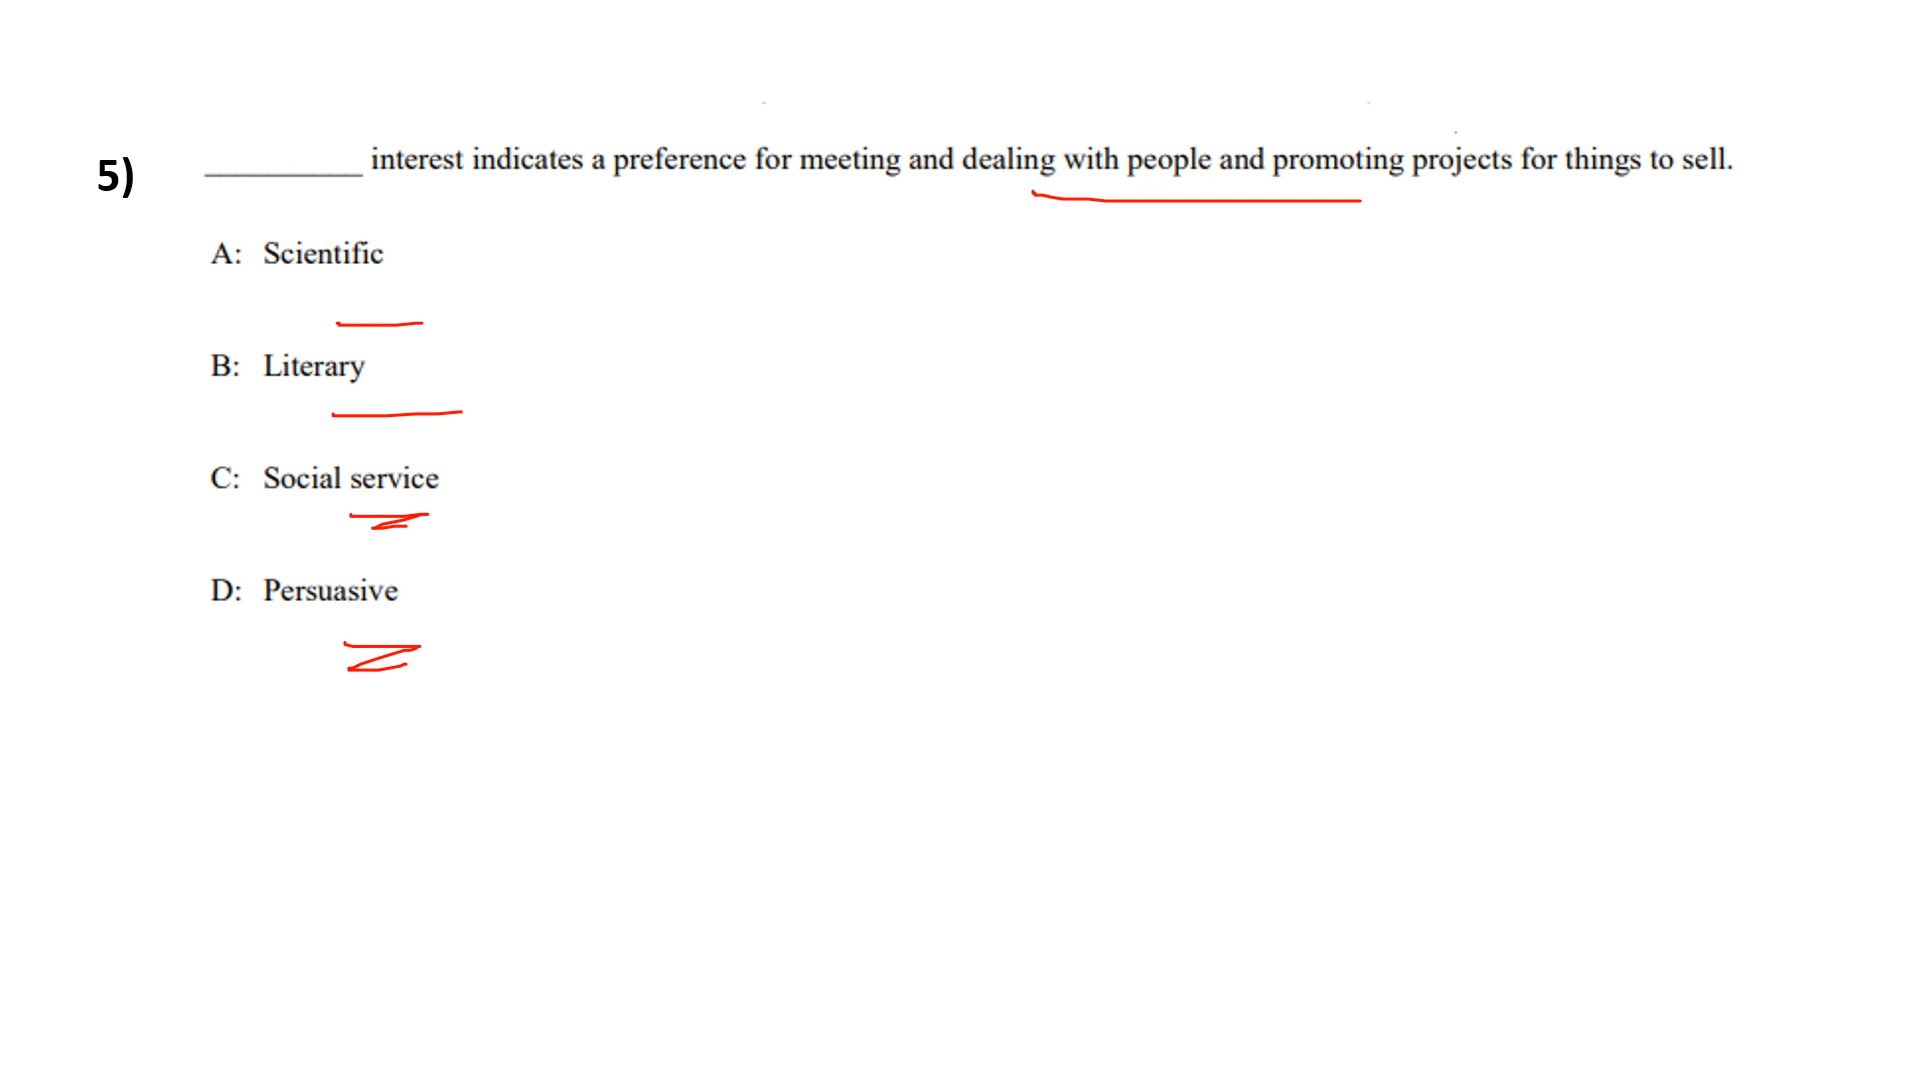 5) __________ interest indicates a preference for meeting and dealing with people and promoting projects for things to sell.
A: Scientific
B: Literary
C: Social service
D: Persuasive